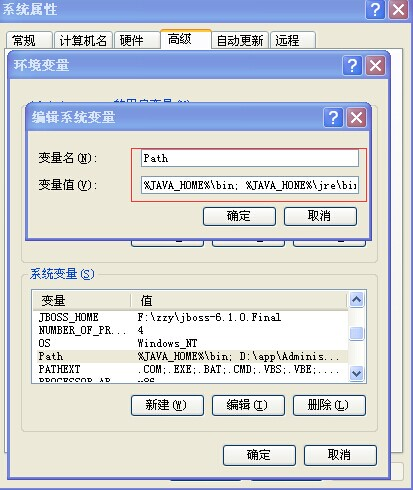 系统属性
常规 计算机名 硬件 高级 自动更新 远程
环境变量
编辑系统变量
变量名(N): Path
变量值(V): %JAVA_HOME%\bin; %JAVA_HONE%\jre\bin
确定 取消
系统变量(S)
变量 值
JBOSS_HOME F:\zzy\jboss-6.1.0.Final
NUMBER_OF_PR... 4
OS Windows_NT
Path %JAVA_HOME%\bin; D:\app\Adminis...
PATHEXT .COM;.EXE;.BAT;.CMD;.VBS;.VBE;....
PROCESSOR_AR x86
新建(W) 编辑(I) 删除(L)
确定 取消